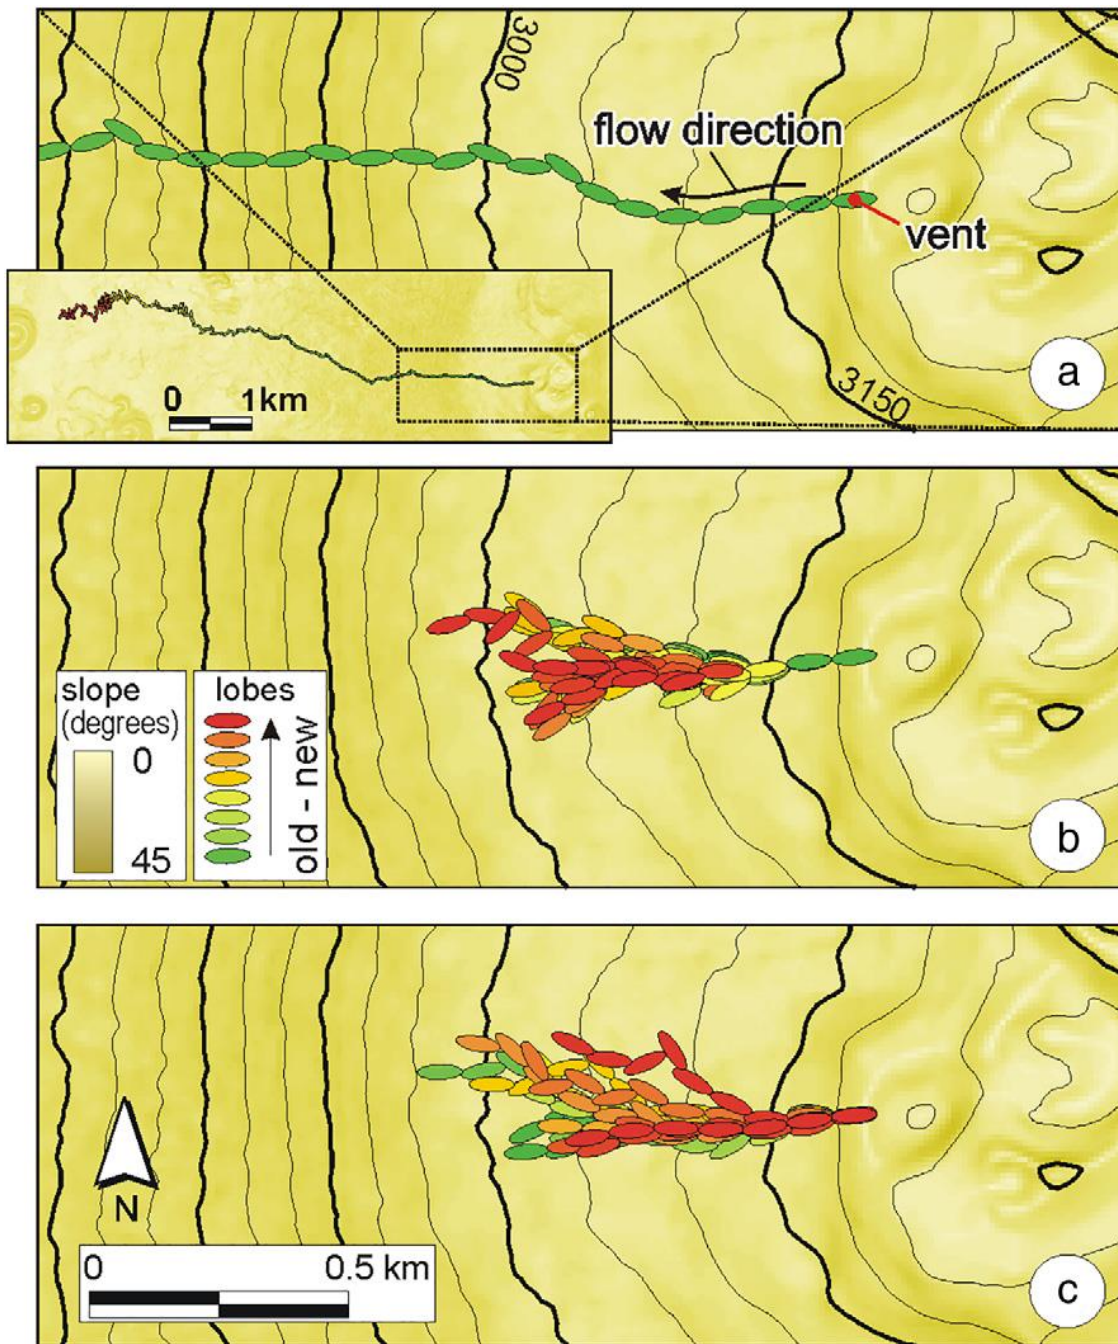 3000
flow direction
vent
0 1km
3150
a
slope
(degrees)
0
45
lobes
old - new
b
N
0 0.5 km
c